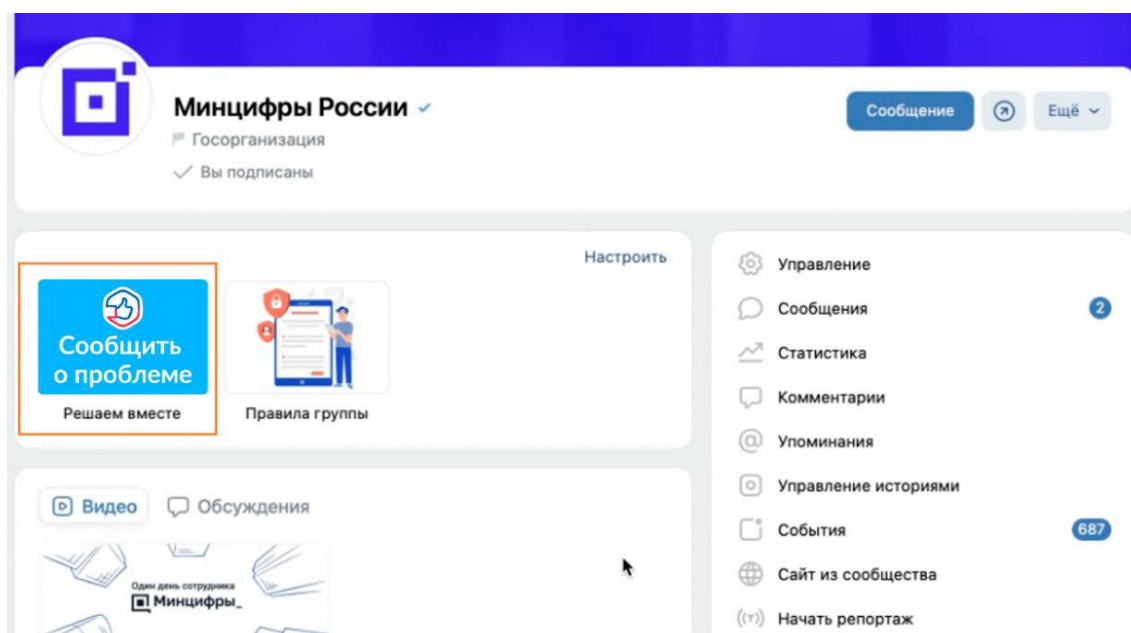 Минцифры России
Госорганизация
Вы подписаны
Сообщение
Ещё
Настроить
Сообщить
о проблеме
Решаем вместе
Правила группы
Видео
Обсуждения
Один день сотрудника
Минцифры_
Управление
Сообщения 2
Статистика
Комментарии
Упоминания
Управление историями
События 687
Сайт из сообщества
Начать репортаж